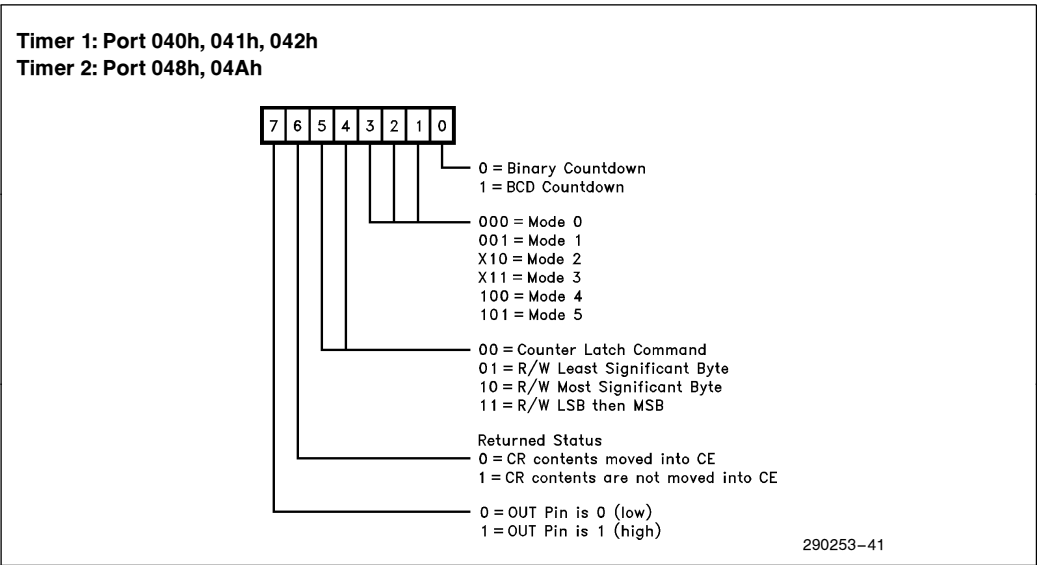 Timer 1: Port 040h, 041h, 042h
Timer 2: Port 048h, 04Ah
7 6 5 4 3 2 1 0
0 = Binary Countdown
1 = BCD Countdown
000 = Mode 0
001 = Mode 1
X10 = Mode 2
X11 = Mode 3
100 = Mode 4
101 = Mode 5
00 = Counter Latch Command
01 = R/W Least Significant Byte
10 = R/W Most Significant Byte
11 = R/W LSB then MSB
Returned Status
0 = CR contents moved into CE
1 = CR contents are not moved into CE
0 = OUT Pin is 0 (low)
1 = OUT Pin is 1 (high)
290253–41